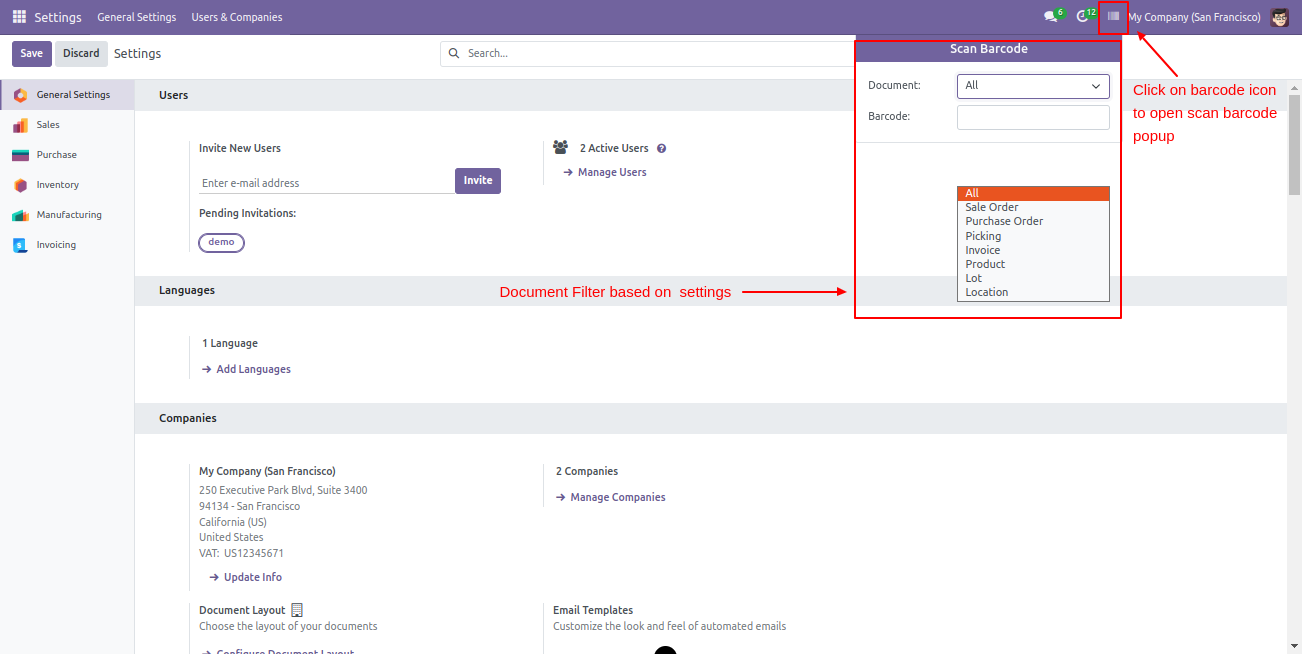 Settings General Settings Users & Companies 6 12 My Company (San Francisco)
Save Discard Settings Search...
Scan Barcode
Document: All
Barcode:
All
Sale Order
Purchase Order
Picking
Invoice
Product
Lot
Location
Click on barcode icon
to open scan barcode
popup
Document Filter based on settings
General Settings
Sales
Purchase
Inventory
Manufacturing
Invoicing
Users
Invite New Users
Enter e-mail address Invite
Pending Invitations:
demo
2 Active Users ?
Manage Users
Languages
1 Language
Add Languages
Companies
My Company (San Francisco)
250 Executive Park Blvd, Suite 3400
94134 - San Francisco
California (US)
United States
VAT: US12345671
Update Info
2 Companies
Manage Companies
Document Layout
Choose the layout of your documents
Configure Document Layout
Email Templates
Customize the look and feel of automated emails